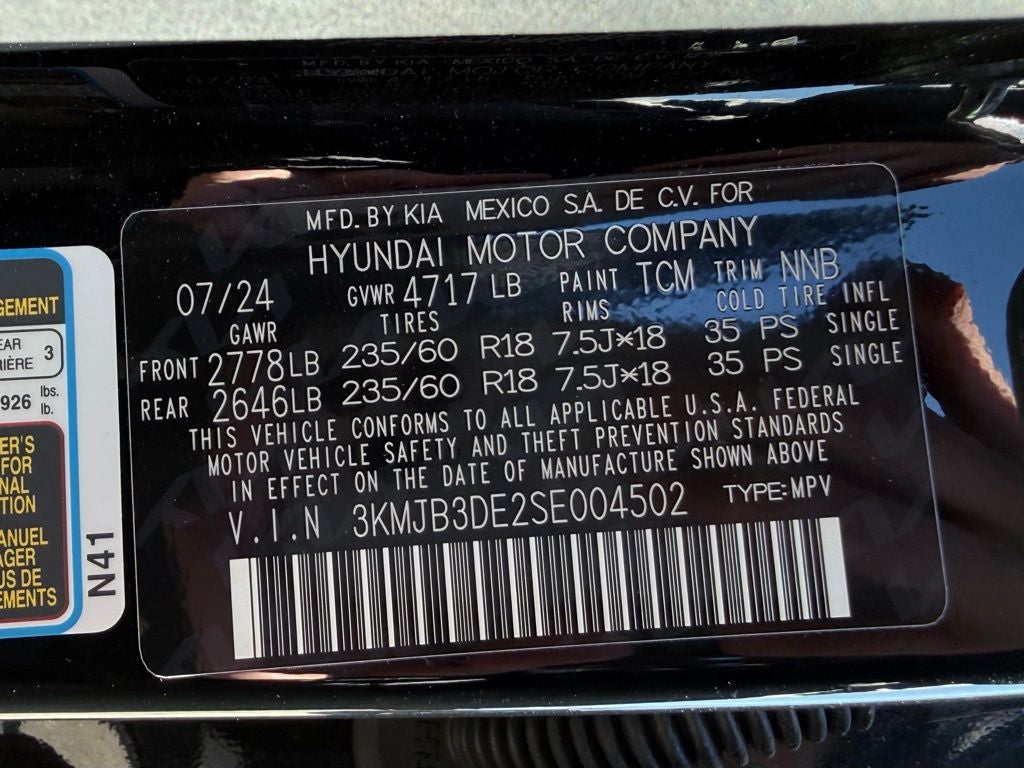 MFD. BY KIA MEXICO S.A. DE C.V. FOR
HYUNDAI MOTOR COMPANY
07/24 GVWR 4717 LB PAINT TCM TRIM NNB
GAWR TIRES RIMS COLD TIRE INFL
FRONT 2778LB 235/60 R18 7.5J×18 35 PS SINGLE
REAR 2646LB 235/60 R18 7.5J×18 35 PS SINGLE
THIS VEHICLE CONFORMS TO ALL APPLICABLE U.S.A. FEDERAL
MOTOR VEHICLE SAFETY AND THEFT PREVENTION STANDARDS
IN EFFECT ON THE DATE OF MANUFACTURE SHOWN ABOVE
V.I.N 3KMJB3DE2SE004502 TYPE:MPV
GEMENT
EAR
RIÈRE 3
926 lbs.
lb.
ER'S
FOR
NAL
TION
MANUEL
AGER
US DE
EMENTS
N41